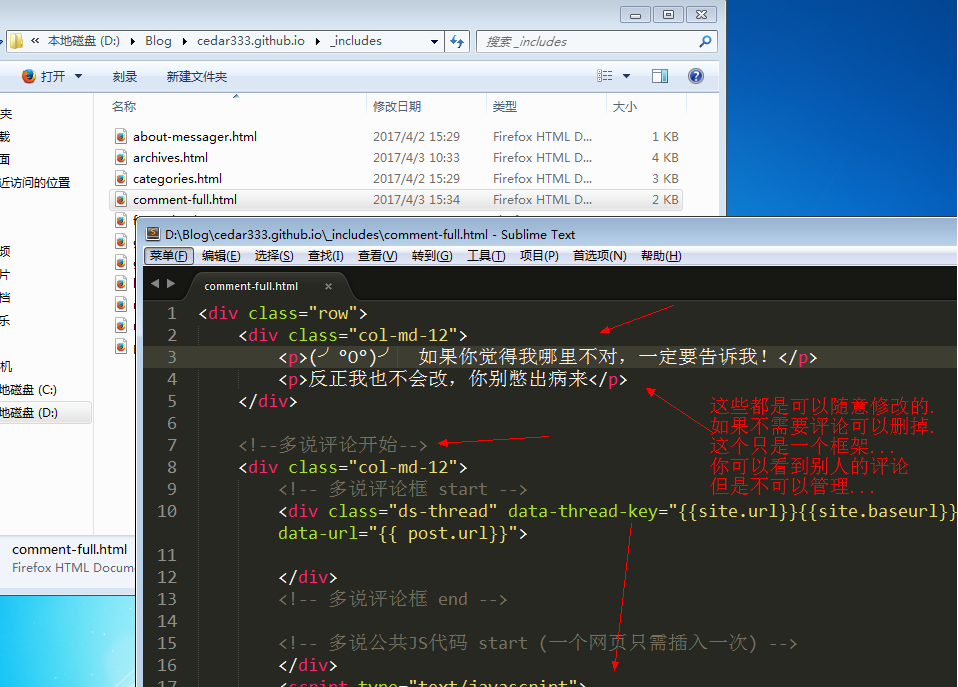 « 本地磁盘 (D:) ▸ Blog ▸ cedar333.github.io ▸ _includes
搜索 _includes
打开
刻录
新建文件夹
夹
载
面
近访问的位置
频
片
档
乐
机
地磁盘 (C:)
地磁盘 (D:)
名称 修改日期 类型 大小
about-messager.html 2017/4/2 15:29 Firefox HTML D... 1 KB
archives.html 2017/4/3 10:33 Firefox HTML D... 4 KB
categories.html 2017/4/2 15:29 Firefox HTML D... 3 KB
comment-full.html 2017/4/3 15:34 Firefox HTML D... 2 KB
comment-full.html
Firefox HTML Docum
D:\Blog\cedar333.github.io\_includes\comment-full.html - Sublime Text
菜单(F) 编辑(E) 选择(S) 查找(I) 查看(V) 转到(G) 工具(T) 项目(P) 首选项(N) 帮助(H)
comment-full.html ×
1 <div class="row">
2 <div class="col-md-12">
3 <p>(╯°O°)╯ 如果你觉得我哪里不对，一定要告诉我！</p>
4 <p>反正我也不会改，你别憋出病来</p>
5 </div>
6
7 <!--多说评论开始-->
8 <div class="col-md-12">
9 <!-- 多说评论框 start -->
10 <div class="ds-thread" data-thread-key="{{site.url}}{{site.baseurl}}
data-url="{{ post.url}}">
11
12 </div>
13 <!-- 多说评论框 end -->
14
15 <!-- 多说公共JS代码 start (一个网页只需插入一次) -->
16 </div>
17 <script type="text/javascript">
这些都是可以随意修改的.
如果不需要评论可以删掉.
这个只是一个框架...
你可以看到别人的评论
但是不可以管理...